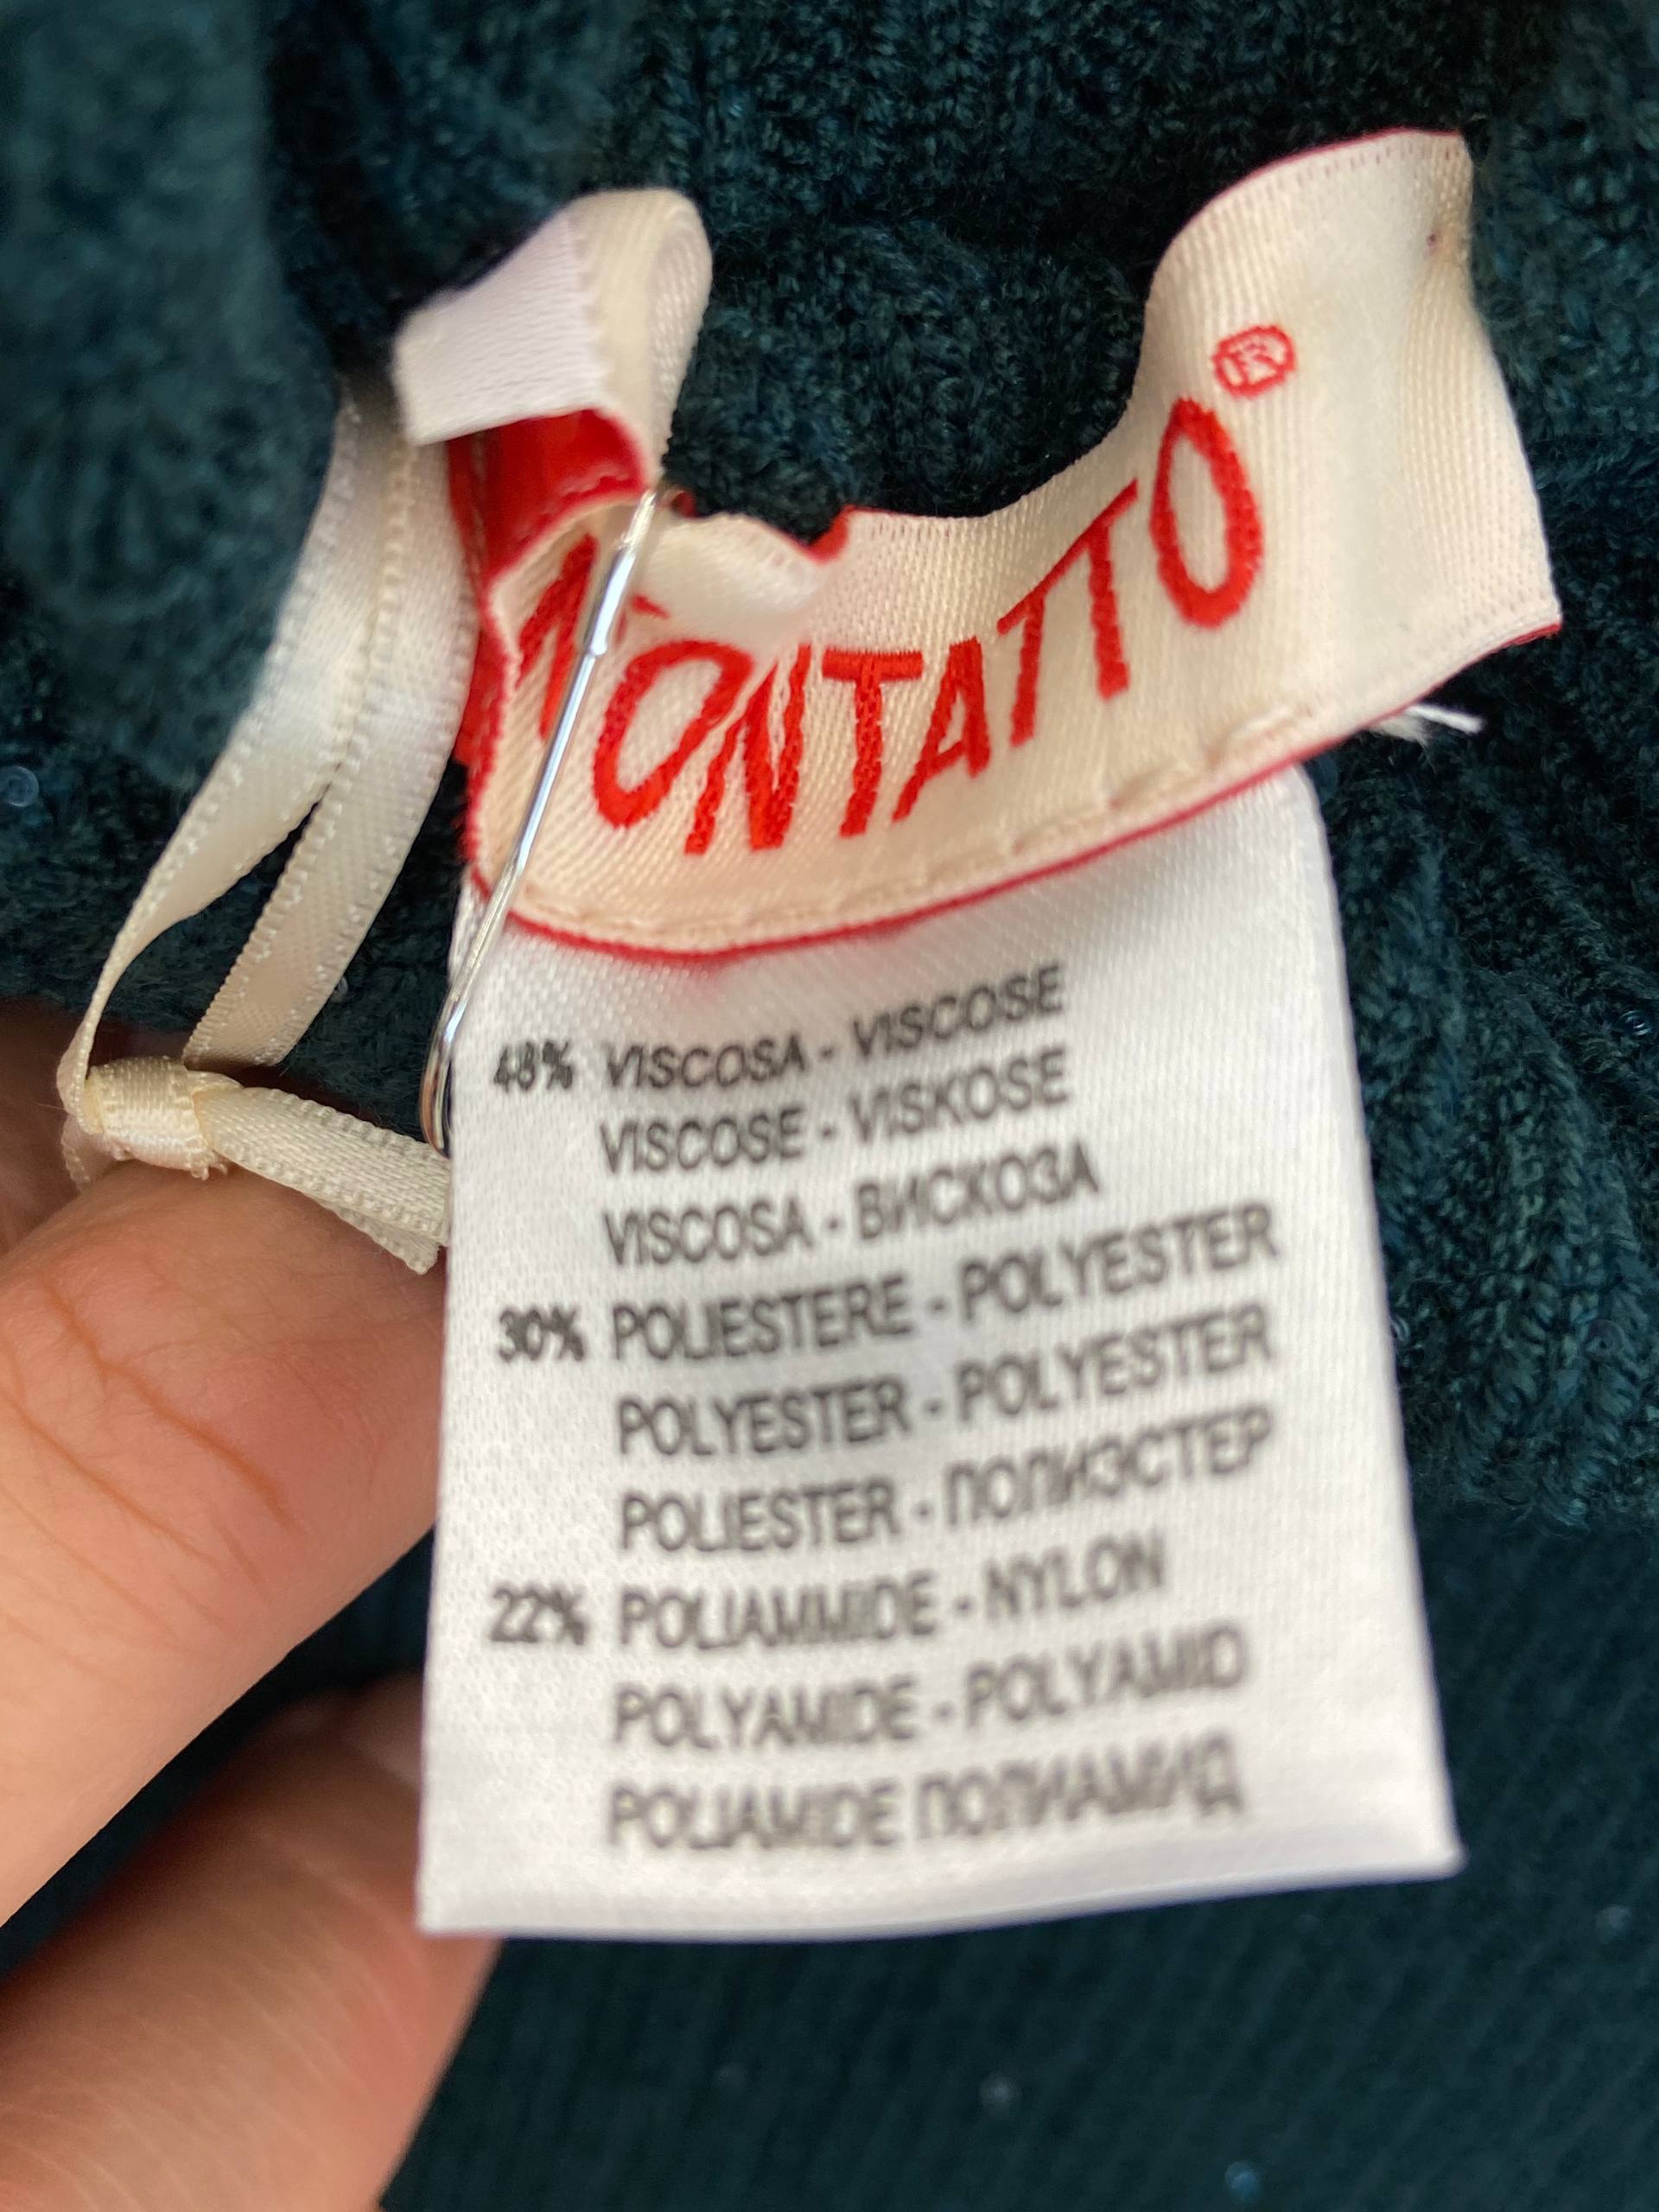 MONTATTO®
48% VISCOSA - VISCOSE
VISCOSE - VISKOSE
VISCOSA - ВИСКОЗА
30% POLIESTERE - POLYESTER
POLYESTER - POLYESTER
POLIESTER - ПОЛИЭСТЕР
22% POLIAMMIDE - NYLON
POLYAMIDE - POLYAMID
POLIAMIDE ПОЛИАМИД